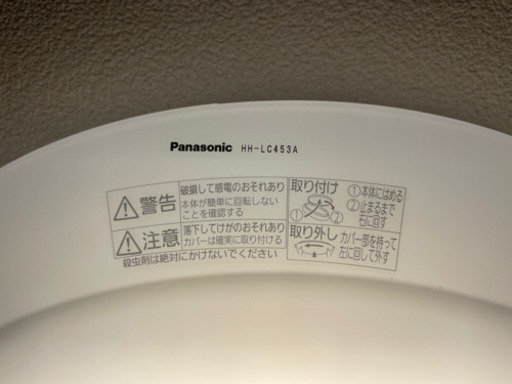 Panasonic HH-LC453A
警告
破損して感電のおそれあり
本体が簡単に回転しない
ことを確認する
注意
落下してけがのおそれあり
カバーは確実に取り付ける
殺虫剤は絶対にかけないでください
取り付け
① ②
①本体にはめる
②止まるまで
右に回す
取り外し
カバー部を持って
左に回して外す